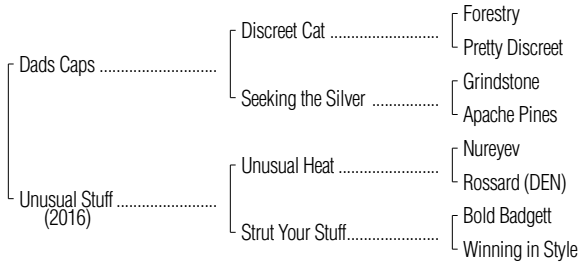 Forestry
Discreet Cat ..........................
Pretty Discreet
Dads Caps ............................
Grindstone
Seeking the Silver ................
Apache Pines
Nureyev
Unusual Heat ........................
Rossard (DEN)
Unusual Stuff ........................
(2016)
Bold Badgett
Strut Your Stuff......................
Winning in Style